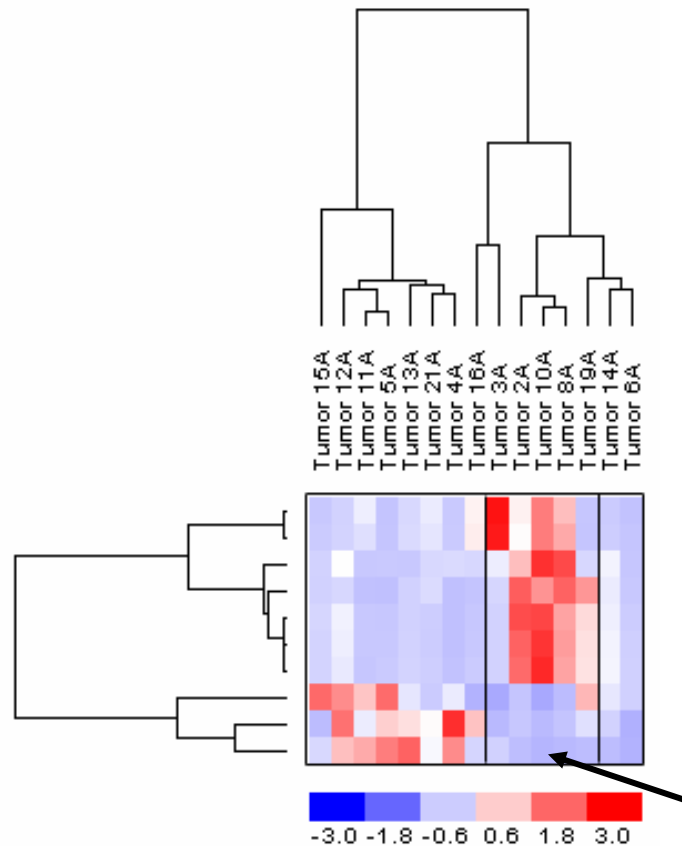 Tumor 15A
Tumor 12A
Tumor 11A
Tumor 5A
Tumor 13A
Tumor 21A
Tumor 4A
Tumor 16A
Tumor 3A
Tumor 2A
Tumor 10A
Tumor 8A
Tumor 19A
Tumor 14A
Tumor 6A
-3.0 -1.8 -0.6 0.6 1.8 3.0